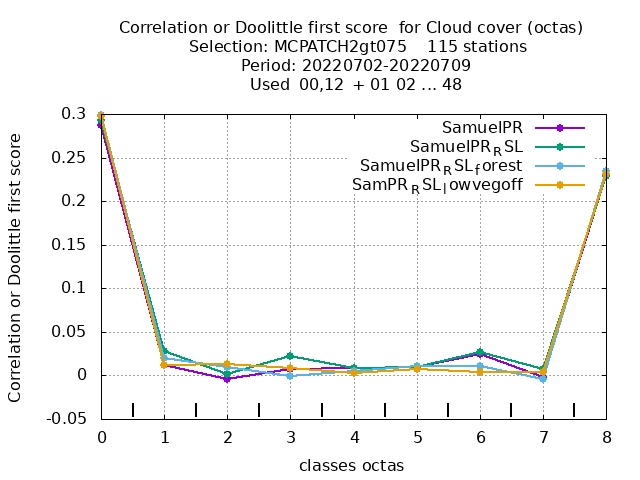 Correlation or Doolittle first score  for Cloud cover (octas)
Selection: MCPATCH2gt075    115 stations
Period: 20220702-20220709
Used  00,12  + 01 02 ... 48
SamuelPR
SamuelPR_RSL
SamuelPR_RSL_forest
SamPR_RSL_lowvegoff
Correlation or Doolittle first score
0.3
0.25
0.2
0.15
0.1
0.05
0
-0.05
0 1 2 3 4 5 6 7 8
classes octas